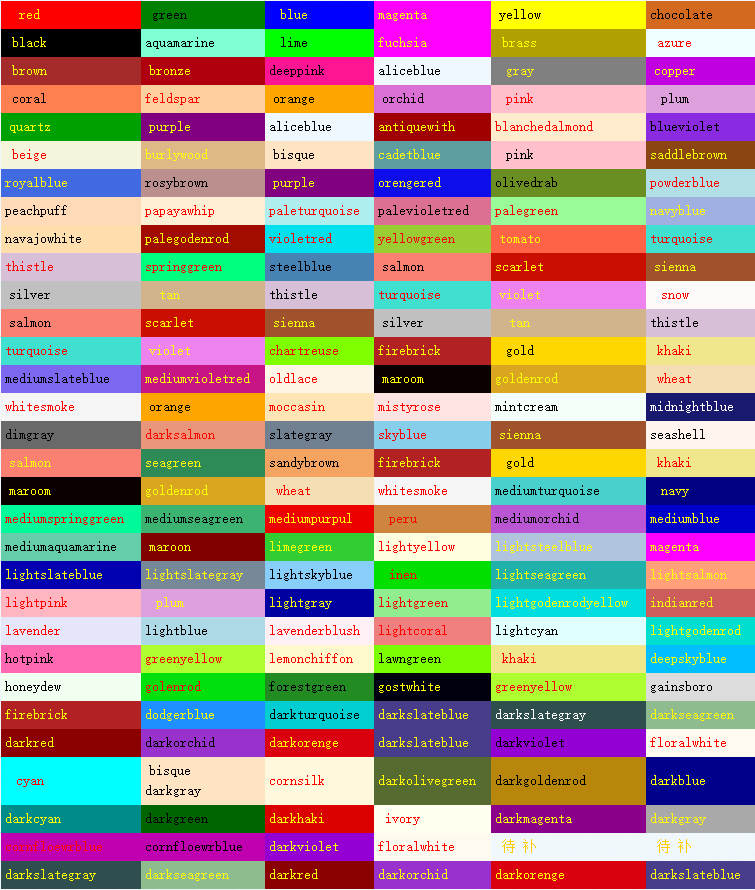 red green blue magenta yellow chocolate
black aquamarine lime fuchsia brass azure
brown bronze deeppink aliceblue gray copper
coral feldspar orange orchid pink plum
quartz purple aliceblue antiquewith blanchedalmond blueviolet
beige burlywood bisque cadetblue pink saddlebrown
royalblue rosybrown purple orengered olivedrab powderblue
peachpuff papayawhip paleturquoise palevioletred palegreen navyblue
navajowhite palegodenrod violetred yellowgreen tomato turquoise
thistle springgreen steelblue salmon scarlet sienna
silver tan thistle turquoise violet snow
salmon scarlet sienna silver tan thistle
turquoise violet chartreuse firebrick gold khaki
mediumslateblue mediumvioletred oldlace maroom goldenrod wheat
whitesmoke orange moccasin mistyrose mintcream midnightblue
dimgray darksalmon slategray skyblue sienna seashell
salmon seagreen sandybrown firebrick gold khaki
maroom goldenrod wheat whitesmoke mediumturquoise navy
mediumspringgreen mediumseagreen mediumpurpul peru mediumorchid mediumblue
mediumaquamarine maroon limegreen lightyellow lightsteelblue magenta
lightslateblue lightslategray lightskyblue inen lightseagreen lightsalmon
lightpink plum lightgray lightgreen lightgodenrodyellow indianred
lavender lightblue lavenderblush lightcoral lightcyan lightgodenrod
hotpink greenyellow lemonchiffon lawngreen khaki deepskyblue
honeydew golenrod forestgreen gostwhite greenyellow gainsboro
firebrick dodgerblue darkturquoise darkslateblue darkslategray darkseagreen
darkred darkorchid darkorenge darkslateblue darkviolet floralwhite
cyan bisque cornsilk darkolivegreen darkgoldenrod darkblue
darkgray
darkcyan darkgreen darkhaki ivory darkmagenta darkgray
cornfloewrblue cornfloewrblue darkviolet floralwhite 待 补 待 补
darkslategray darkseagreen darkred darkorchid darkorenge darkslateblue